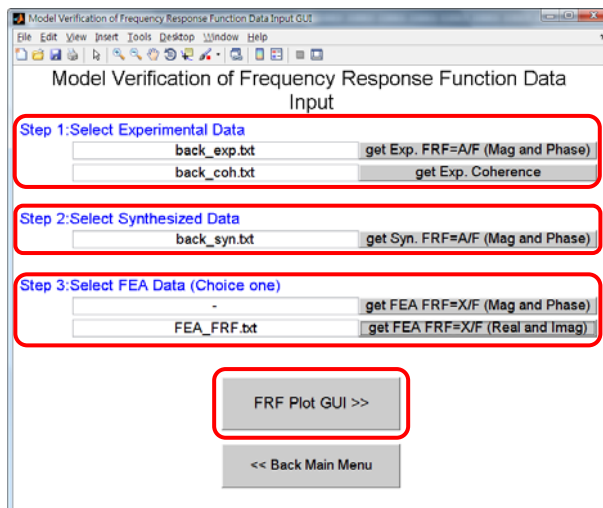 Model Verification of Frequency Response Function Data Input GUI
File Edit View Insert Tools Desktop Window Help
Model Verification of Frequency Response Function Data
Input
Step 1:Select Experimental Data
back_exp.txt get Exp. FRF=A/F (Mag and Phase)
back_coh.txt get Exp. Coherence
Step 2:Select Synthesized Data
back_syn.txt get Syn. FRF=A/F (Mag and Phase)
Step 3:Select FEA Data (Choice one)
- get FEA FRF=X/F (Mag and Phase)
FEA_FRF.txt get FEA FRF=X/F (Real and Imag)
FRF Plot GUI >>
<< Back Main Menu